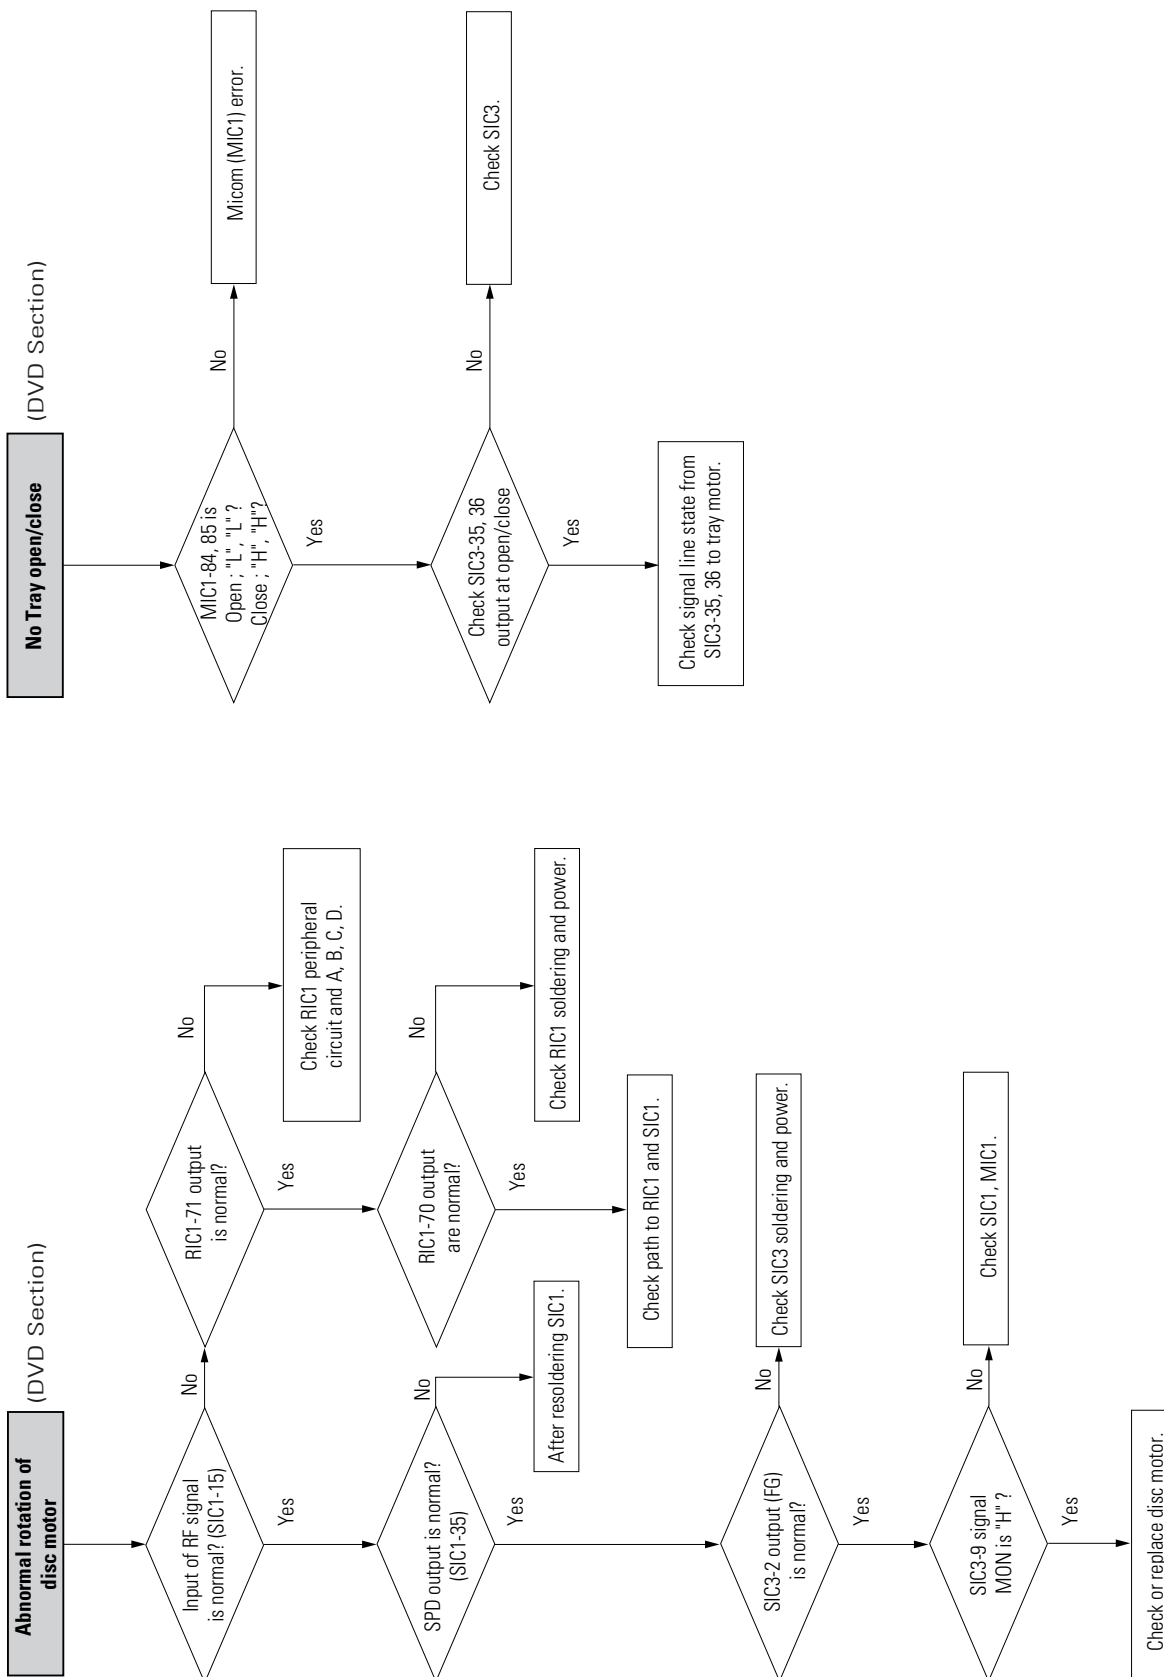 Abnormal rotation of
disc motor
(DVD Section)
Input of RF signal
is normal? (SIC1-15)
No
Yes
RIC1-71 output
is normal?
No
Yes
Check RIC1 peripheral
circuit and A, B, C, D.
SPD output is normal?
(SIC1-35)
No
Yes
After resoldering SIC1.
RIC1-70 output
are normal?
No
Yes
Check RIC1 soldering and power.
Check path to RIC1 and SIC1.
SIC3-2 output (FG)
is normal?
No
Yes
Check SIC3 soldering and power.
SIC3-9 signal
MON is "H" ?
No
Yes
Check SIC1, MIC1.
Check or replace disc motor.
No Tray open/close
(DVD Section)
MIC1-84, 85 is
Open ; "L", "L" ?
Close ; "H", "H"?
No
Yes
Micom (MIC1) error.
Check SIC3-35, 36
output at open/close
No
Yes
Check SIC3.
Check signal line state from
SIC3-35, 36 to tray motor.